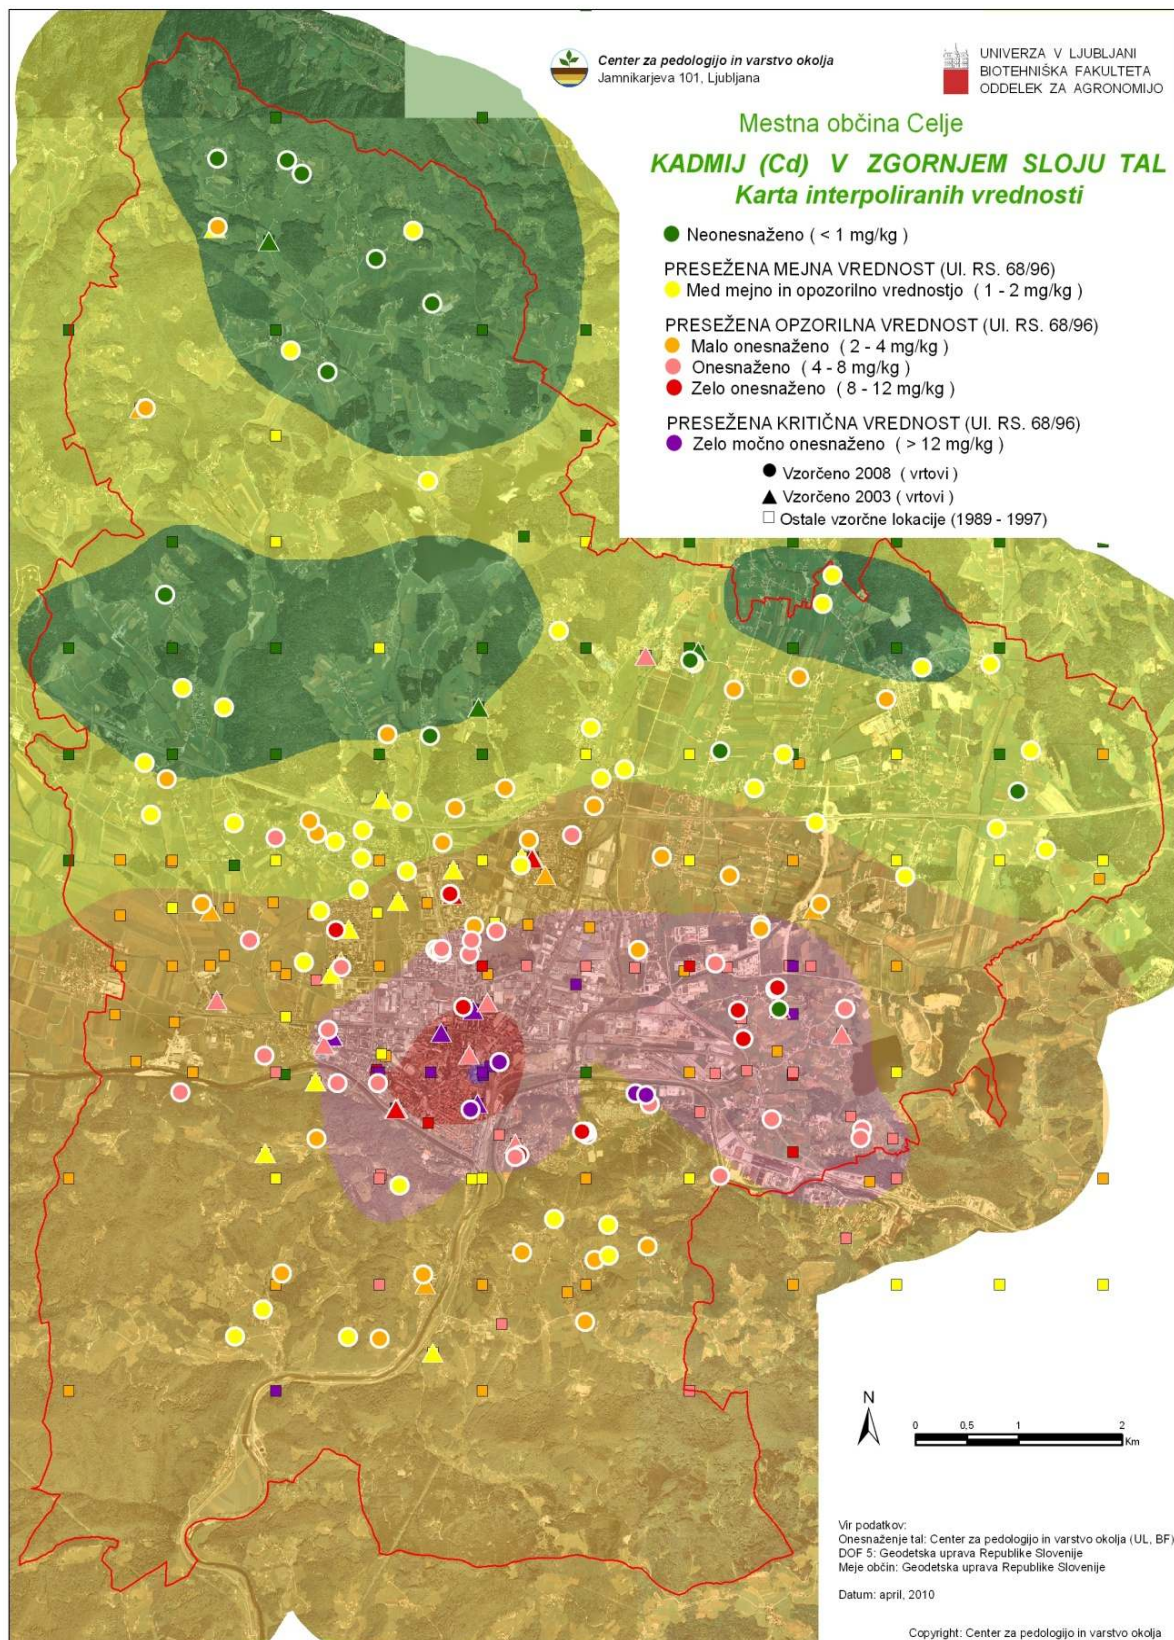 Center za pedologijo in varstvo okolja
Jamnikarjeva 101, Ljubljana
UNIVERZA V LJUBLJANI
BIOTEHNIŠKA FAKULTETA
ODDELEK ZA AGRONOMIJO
Mestna občina Celje
KADMIJ (Cd) V ZGORNJEM SLOJU TAL
Karta interpoliranih vrednosti
Neonesnaženo ( < 1 mg/kg )
PRESEŽENA MEJNA VREDNOST (Ul. RS. 68/96)
Med mejno in opozorilno vrednostjo ( 1 - 2 mg/kg )
PRESEŽENA OPZORILNA VREDNOST (Ul. RS. 68/96)
Malo onesnaženo ( 2 - 4 mg/kg )
Onesnaženo ( 4 - 8 mg/kg )
Zelo onesnaženo ( 8 - 12 mg/kg )
PRESEŽENA KRITIČNA VREDNOST (Ul. RS. 68/96)
Zelo močno onesnaženo ( > 12 mg/kg )
Vzorčeno 2008 ( vrtovi )
Vzorčeno 2003 ( vrtovi )
Ostale vzorčne lokacije (1989 - 1997)
N
0 0,5 1 2
Km
Vir podatkov:
Onesnaženje tal: Center za pedologijo in varstvo okolja (UL, BF)
DOF 5: Geodetska uprava Republike Slovenije
Meje občin: Geodetska uprava Republike Slovenije
Datum: april, 2010
Copyright: Center za pedologijo in varstvo okolja